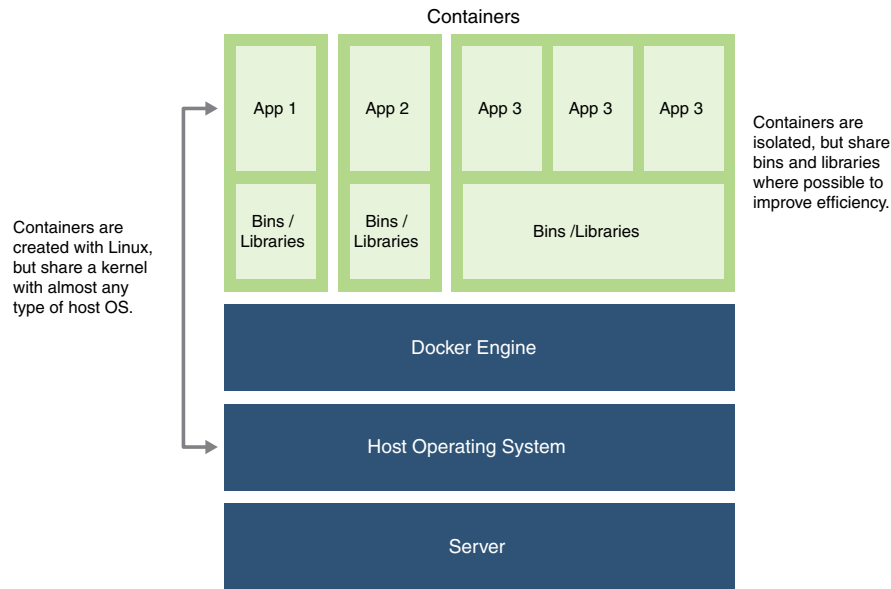 Containers
App 1
App 2
App 3
App 3
App 3
Bins /
Libraries
Bins /
Libraries
Bins /Libraries
Containers are
isolated, but share
bins and libraries
where possible to
improve efficiency.
Containers are
created with Linux,
but share a kernel
with almost any
type of host OS.
Docker Engine
Host Operating System
Server